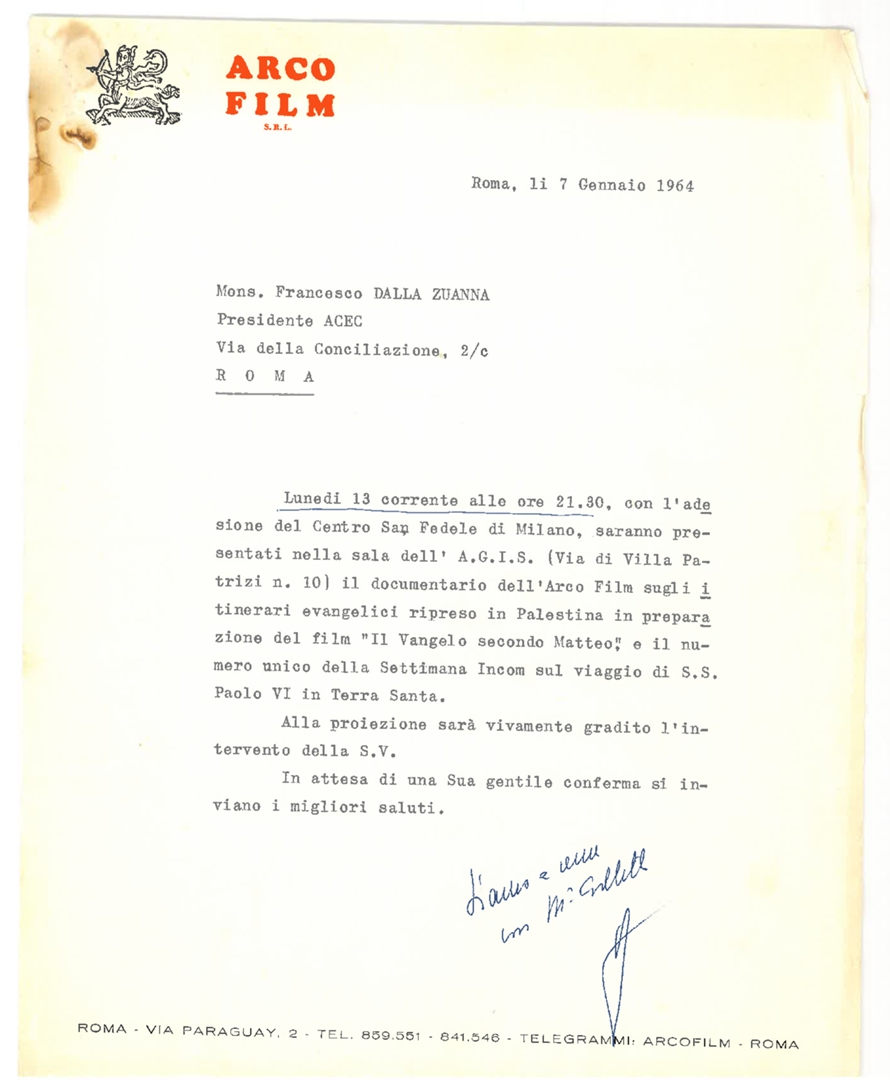 ARCO
FILM
S.R.L.
Roma, li 7 Gennaio 1964
Mons. Francesco DALLA ZUANNA
Presidente ACEC
Via della Conciliazione, 2/c
R O M A
Lunedi 13 corrente alle ore 21.30, con l'ade
sione del Centro San Fedele di Milano, saranno pre-
sentati nella sala dell' A.G.I.S. (Via di Villa Pa-
trizi n. 10) il documentario dell'Arco Film sugli i
tinerari evangelici ripreso in Palestina in prepara
zione del film "Il Vangelo secondo Matteo", e il nu-
mero unico della Settimana Incom sul viaggio di S.S.
Paolo VI in Terra Santa.
Alla proiezione sarà vivamente gradito l'in-
tervento della S.V.
In attesa di una Sua gentile conferma si in-
viano i migliori saluti.
con
ROMA - VIA PARAGUAY, 2 - TEL. 859.551 - 841.546 - TELEGRAMMI: ARCOFILM - ROMA